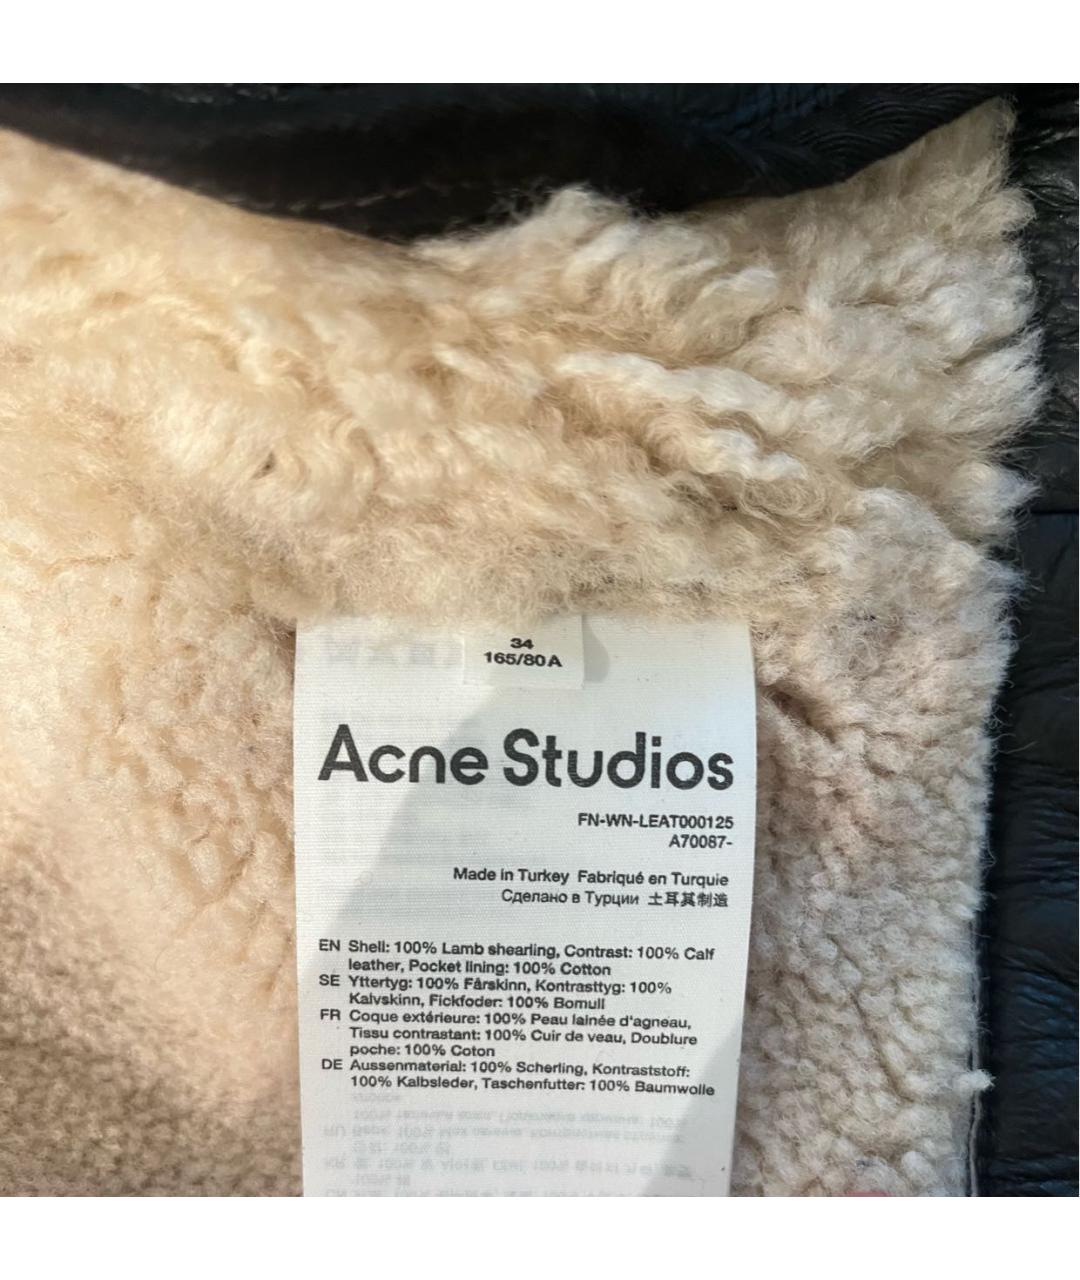 34
165/80A
Acne Studios
FN-WN-LEAT000125
A70087-
Made in Turkey Fabriqué en Turquie
Сделано в Турции 土耳其制造
EN Shell: 100% Lamb shearling, Contrast: 100% Calf
leather, Pocket lining: 100% Cotton
SE Yttertyg: 100% Fårskinn, Kontrasttyg: 100%
Kalvskinn, Fickfoder: 100% Bomull
FR Coque extérieure: 100% Peau lainée d'agneau,
Tissu contrastant: 100% Cuir de veau, Doublure
poche: 100% Coton
DE Aussenmaterial: 100% Scherling, Kontraststoff:
100% Kalbsleder, Taschenfutter: 100% Baumwolle